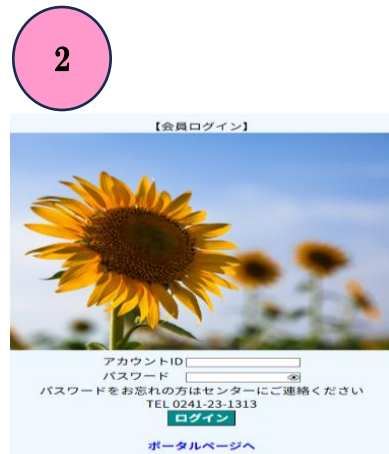 2
【会員ログイン】
アカウントID
パスワード
パスワードをお忘れの方はセンターにご連絡ください
TEL 0241-23-1313
ログイン
ポータルページへ